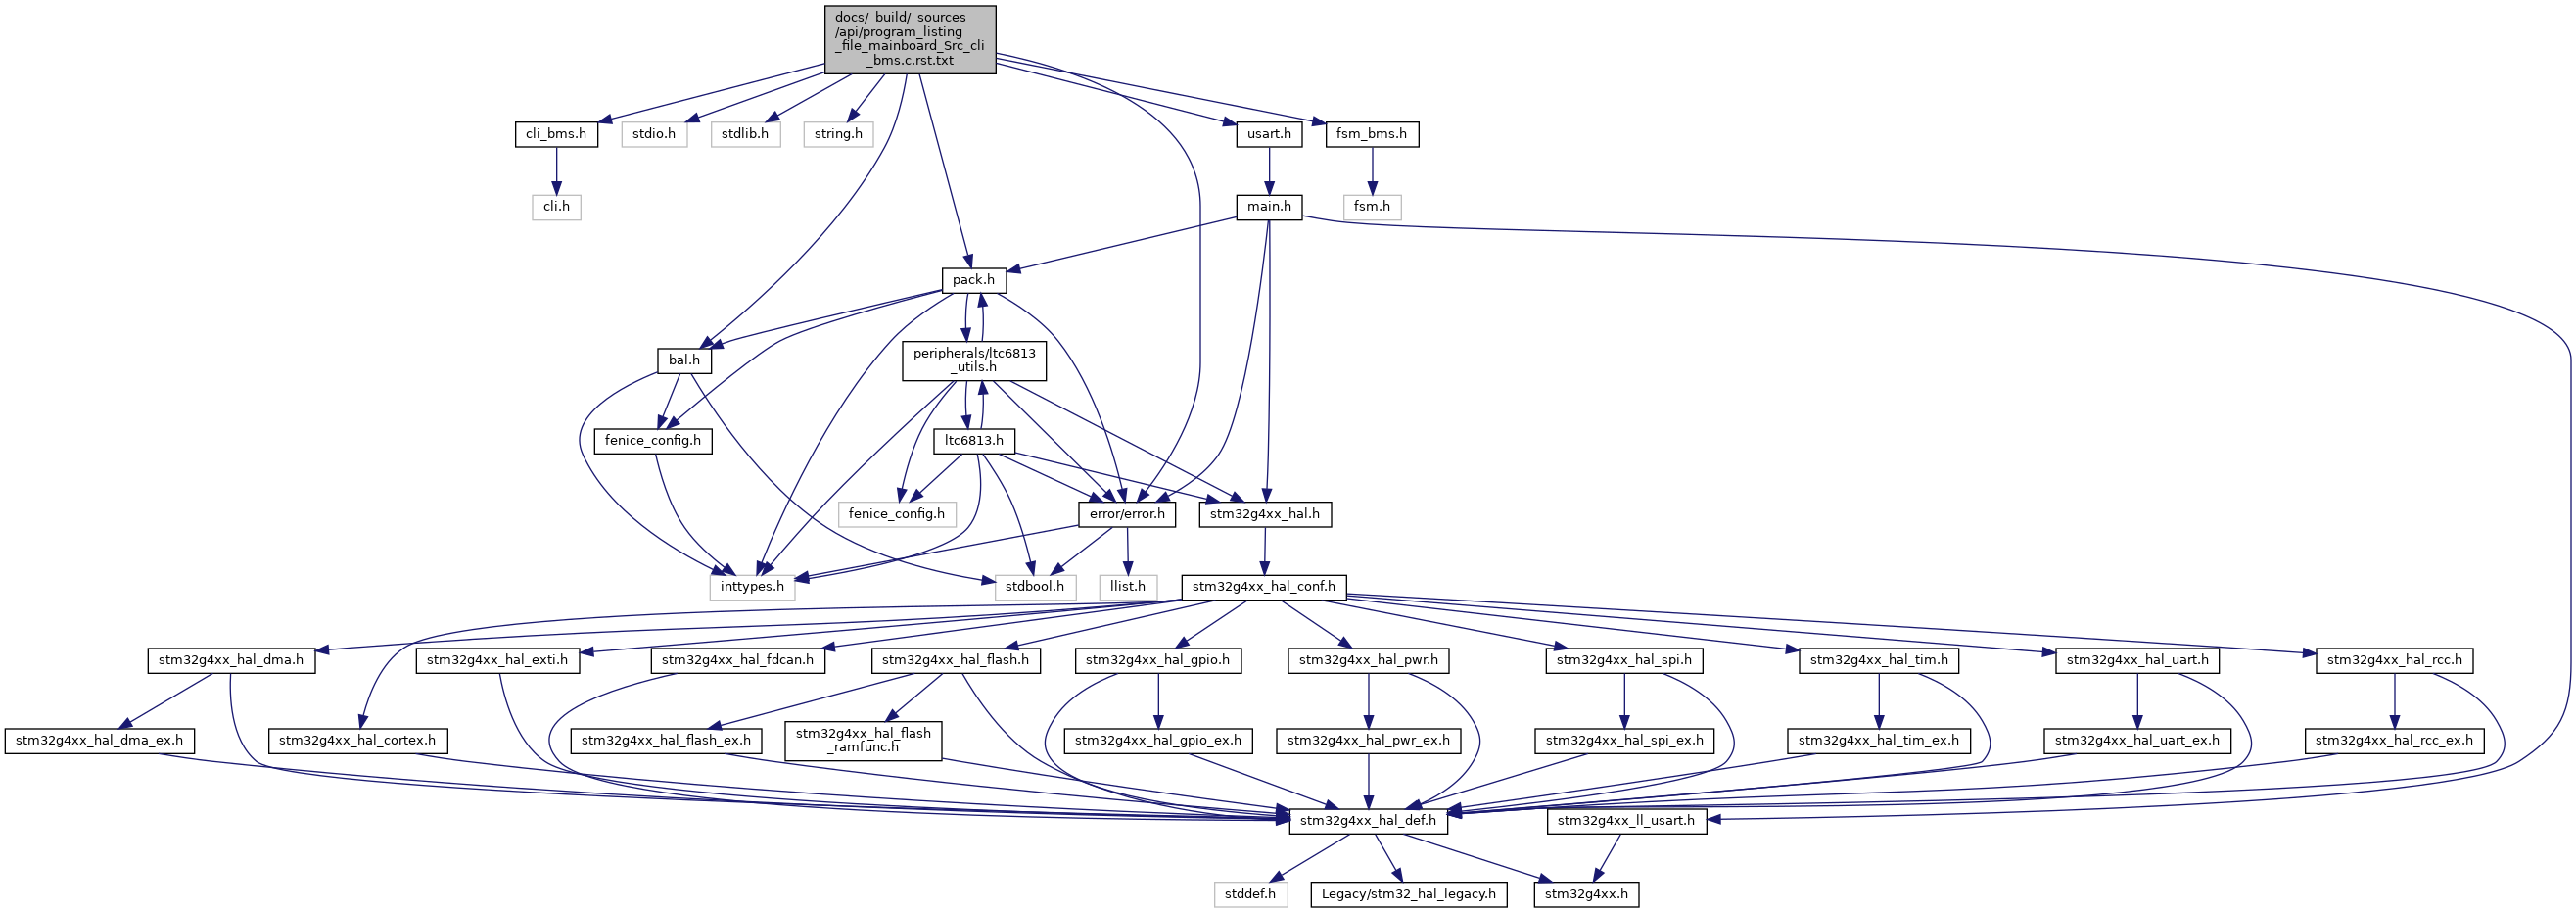 docs/_build/_sources
/api/program_listing
_file_mainboard_Src_cli
_bms.c.rst.txt
cli_bms.h
stdio.h
stdlib.h
string.h
usart.h
fsm_bms.h
cli.h
main.h
fsm.h
pack.h
bal.h
peripherals/ltc6813
_utils.h
fenice_config.h
ltc6813.h
fenice_config.h
error/error.h
stm32g4xx_hal.h
inttypes.h
stdbool.h
llist.h
stm32g4xx_hal_conf.h
stm32g4xx_hal_dma.h
stm32g4xx_hal_exti.h
stm32g4xx_hal_fdcan.h
stm32g4xx_hal_flash.h
stm32g4xx_hal_gpio.h
stm32g4xx_hal_pwr.h
stm32g4xx_hal_spi.h
stm32g4xx_hal_tim.h
stm32g4xx_hal_uart.h
stm32g4xx_hal_rcc.h
stm32g4xx_hal_dma_ex.h
stm32g4xx_hal_cortex.h
stm32g4xx_hal_flash_ex.h
stm32g4xx_hal_flash
_ramfunc.h
stm32g4xx_hal_gpio_ex.h
stm32g4xx_hal_pwr_ex.h
stm32g4xx_hal_spi_ex.h
stm32g4xx_hal_tim_ex.h
stm32g4xx_hal_uart_ex.h
stm32g4xx_hal_rcc_ex.h
stm32g4xx_hal_def.h
stm32g4xx_ll_usart.h
stddef.h
Legacy/stm32_hal_legacy.h
stm32g4xx.h